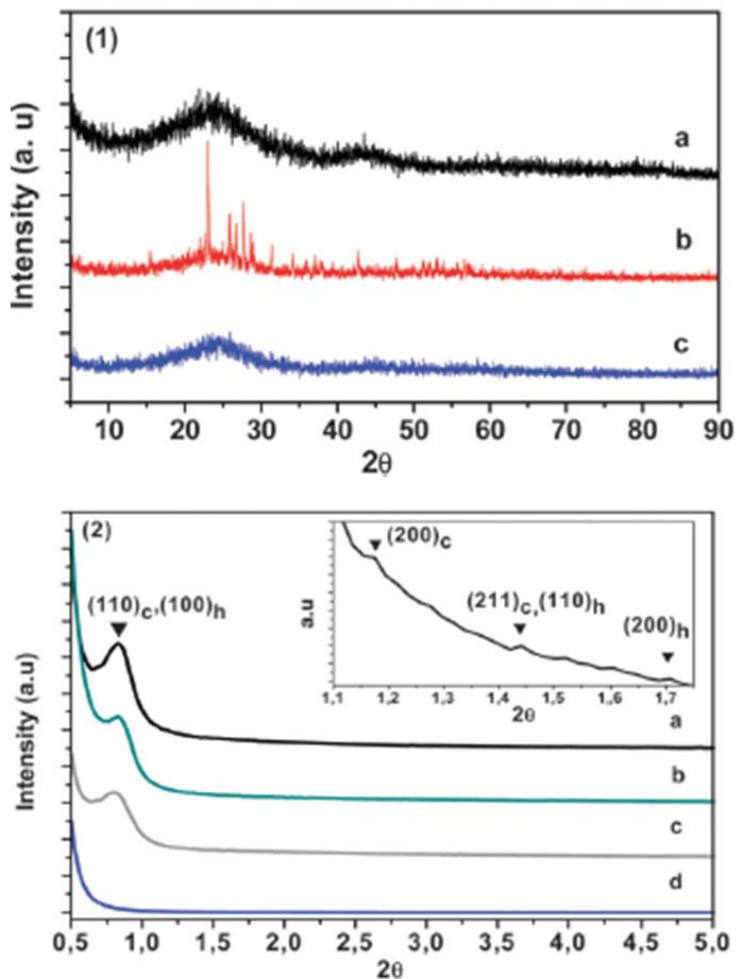 (1)
Intensity (a. u)
a
b
c
10 20 30 40 50 60 70 80 90
2θ
(2)
Intensity (a.u)
(110)c,(100)h
a.u
(200)c
(211)c,(110)h
(200)h
1,1 1,2 1,3 1,4 1,5 1,6 1,7
2θ
a
b
c
d
0,5 1,0 1,5 2,0 2,5 3,0 3,5 4,0 4,5 5,0
2θ